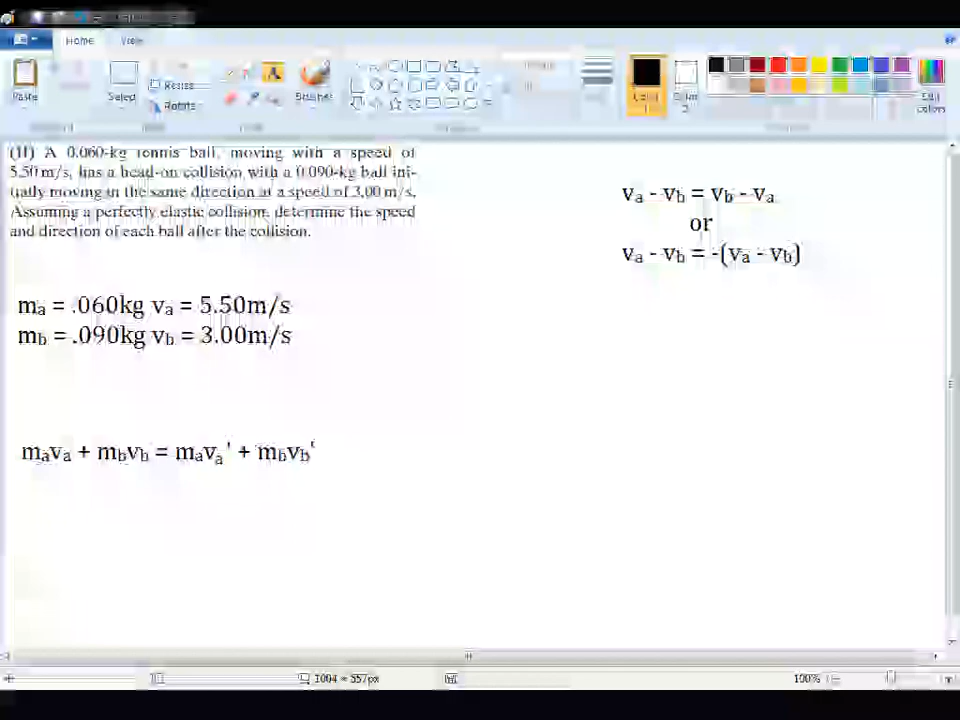 Home View
Paste
Select
Resize
Rotate
Brushes
Color 1
Color 2
Edit colors
(II) A 0.060-kg tennis ball, moving with a speed of
5.50 m/s, has a head-on collision with a 0.090-kg ball ini-
tially moving in the same direction at a speed of 3.00 m/s.
Assuming a perfectly elastic collision, determine the speed
and direction of each ball after the collision.
va - vb = vb - va
or
va - vb = -(va - vb)
ma = .060kg va = 5.50m/s
mb = .090kg vb = 3.00m/s
mava + mbvb = mava' + mbvb'
1004 × 557px
100%